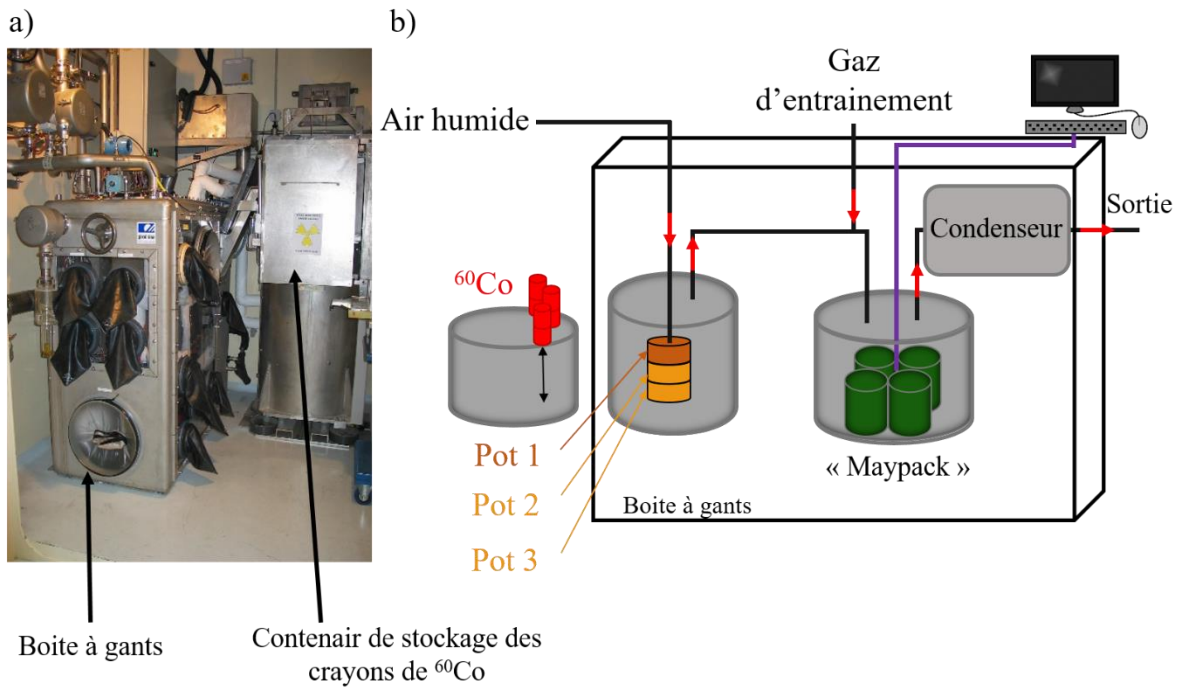 a)
b)
Gaz
d’entrainement
Air humide
Sortie
Condenseur
⁶⁰Co
Pot 1
Pot 2
Pot 3
« Maypack »
Boite à gants
Boite à gants
Contenair de stockage des
crayons de ⁶⁰Co